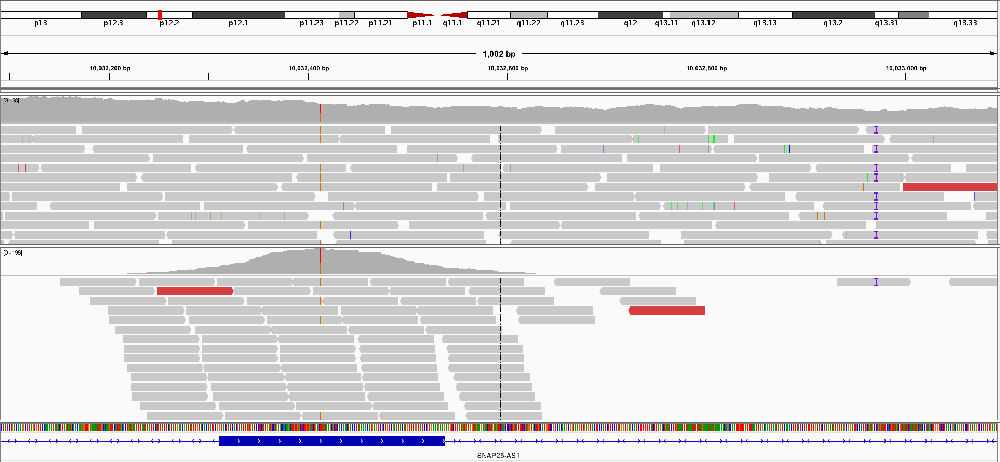 p13 p12.3 p12.2 p12.1 p11.23 p11.22 p11.21 p11.1 q11.1 q11.21 q11.22 q11.23 q12 q13.11 q13.12 q13.13 q13.2 q13.31 q13.33
1,002 bp
10,032,200 bp 10,032,400 bp 10,032,600 bp 10,032,800 bp 10,033,000 bp
[0 - 58]
[0 - 198]
SNAP25-AS1